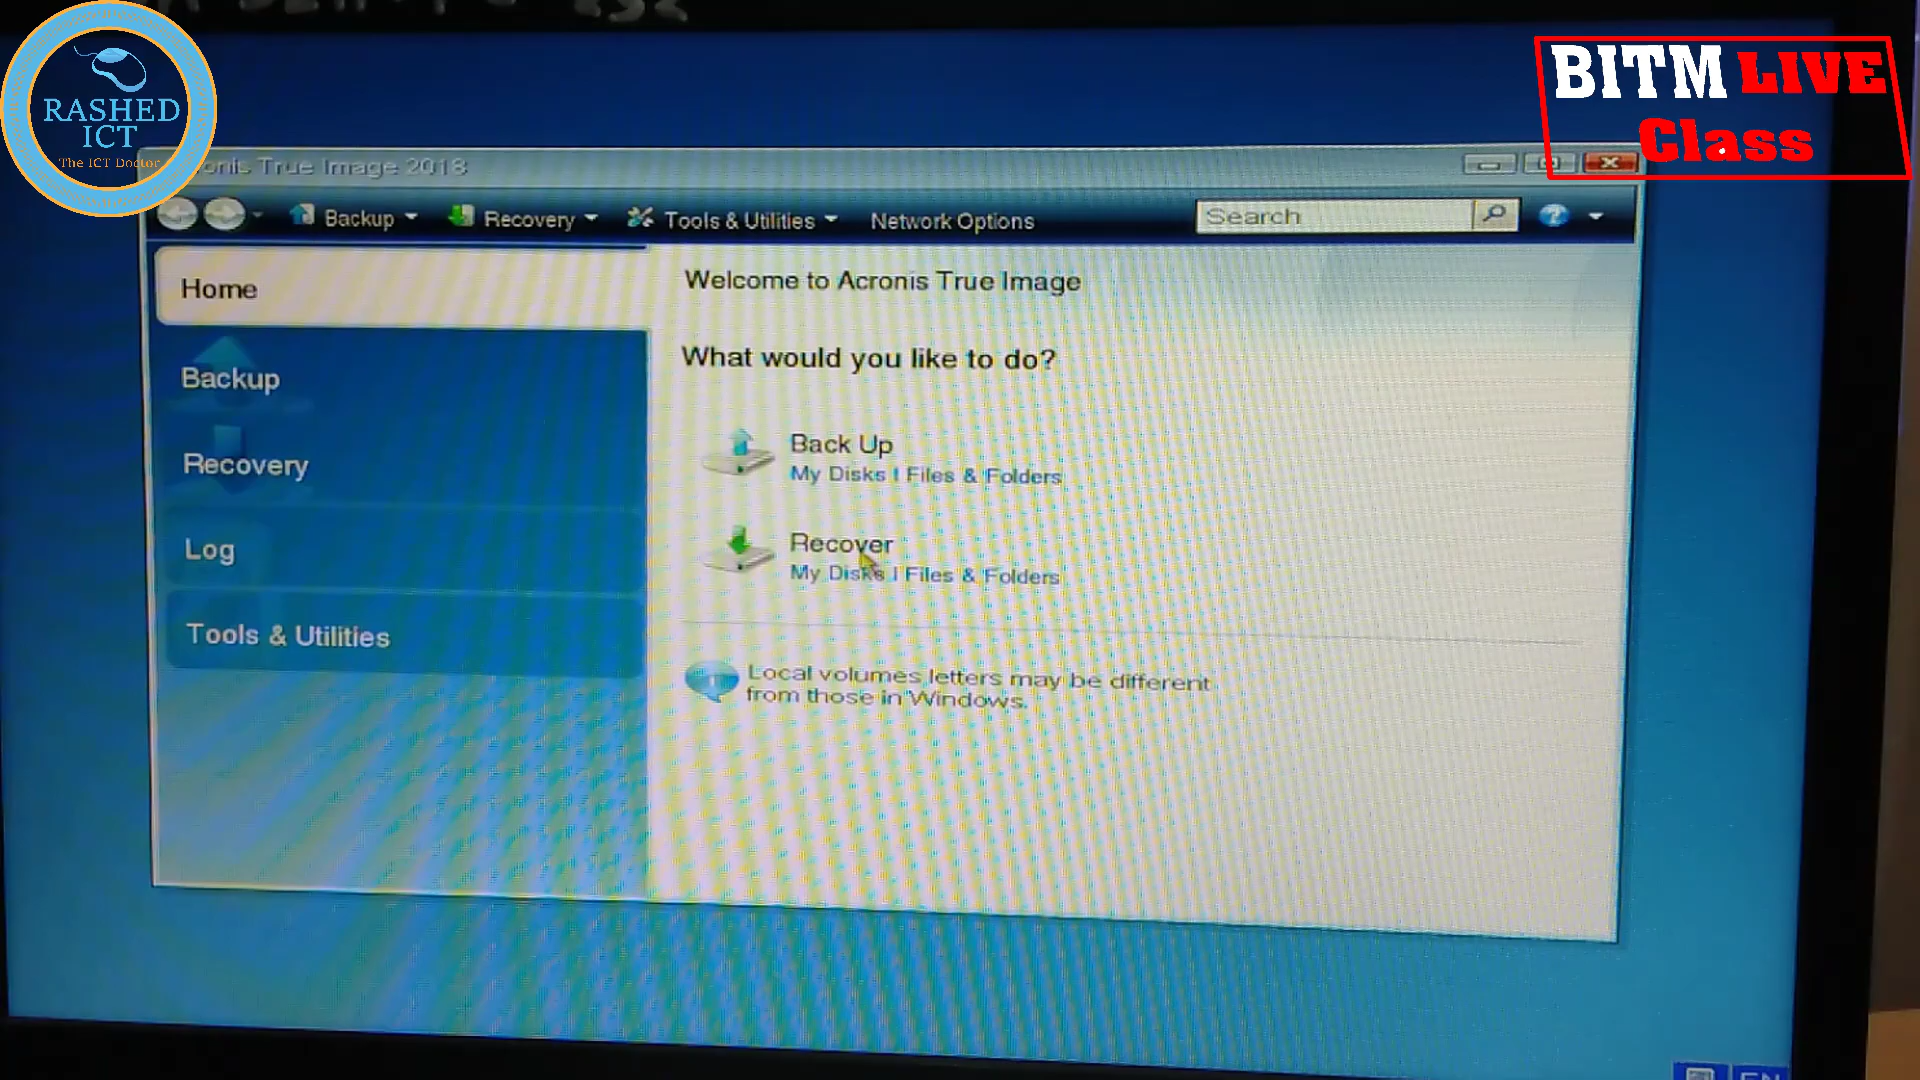 RASHED
ICT
The ICT Doctor
BITM LIVE
Class
True Image 2018
Backup
Recovery
Tools & Utilities
Network Options
Search
Home
Backup
Recovery
Log
Tools & Utilities
Welcome to Acronis True Image
What would you like to do?
Back Up
My Disks | Files & Folders
Recover
My Disks | Files & Folders
Local volumes letters may be different
from those in Windows.
EN